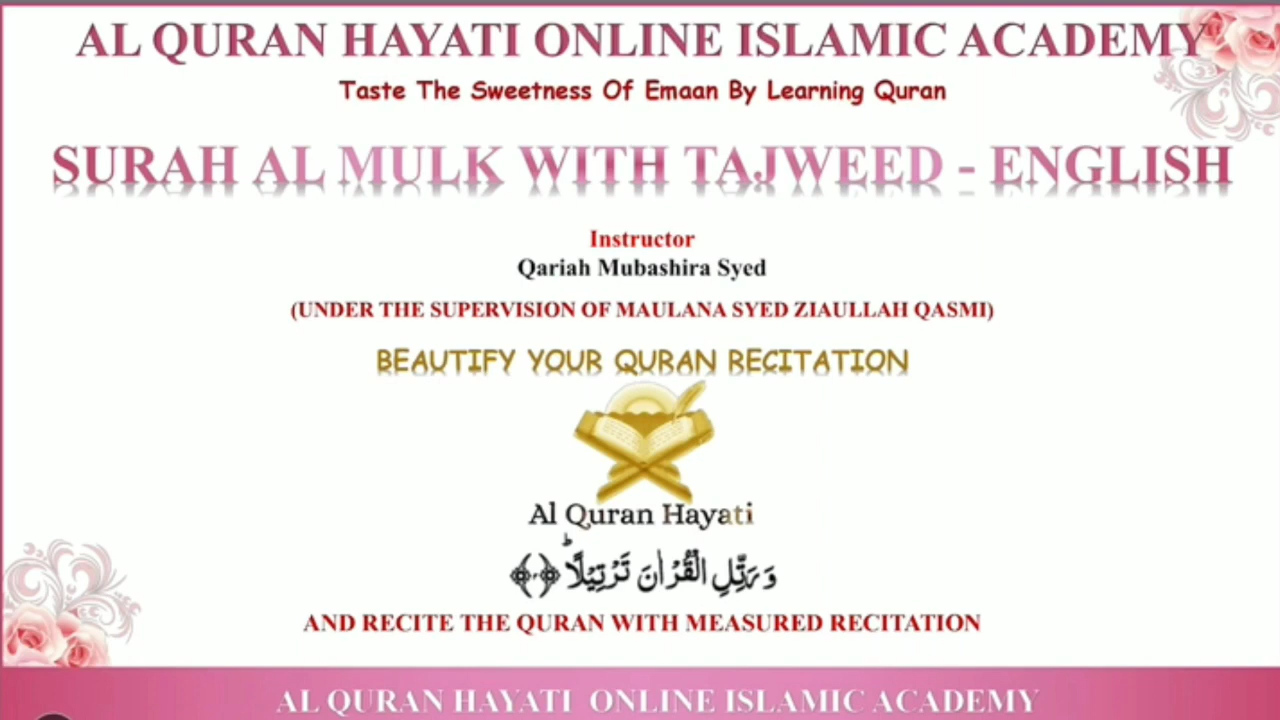 AL QURAN HAYATI ONLINE ISLAMIC ACADEMY
Taste The Sweetness Of Emaan By Learning Quran
SURAH AL MULK WITH TAJWEED - ENGLISH
Instructor
Qariah Mubashira Syed
(UNDER THE SUPERVISION OF MAULANA SYED ZIAULLAH QASMI)
BEAUTIFY YOUR QURAN RECITATION
Al Quran Hayati
وَرَتِّلِ الْقُرْاٰنَ تَرْتِيْلًاؕ
AND RECITE THE QURAN WITH MEASURED RECITATION
AL QURAN HAYATI ONLINE ISLAMIC ACADEMY